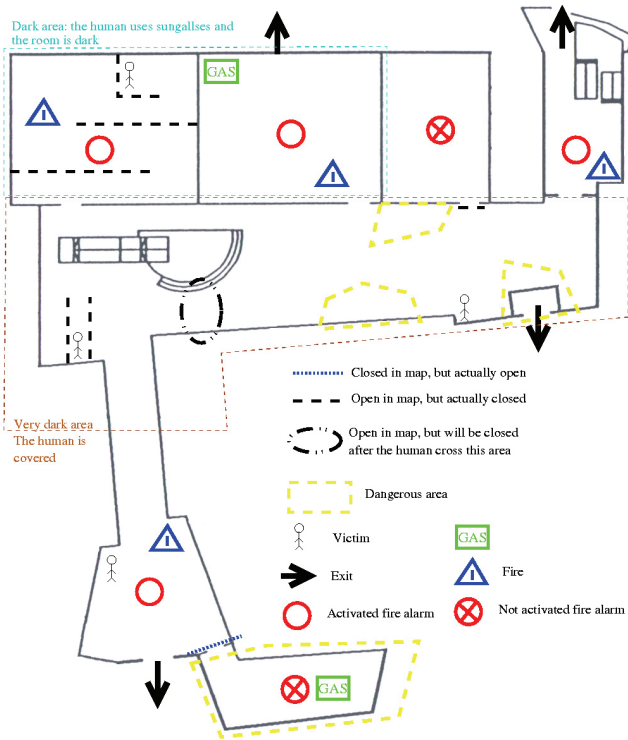 Dark area: the human uses sungallses and
the room is dark
GAS
Very dark area
The human is
covered
Closed in map, but actually open
Open in map, but actually closed
Open in map, but will be closed
after the human cross this area
Dangerous area
Victim
GAS
Exit
Fire
Activated fire alarm
Not activated fire alarm
GAS